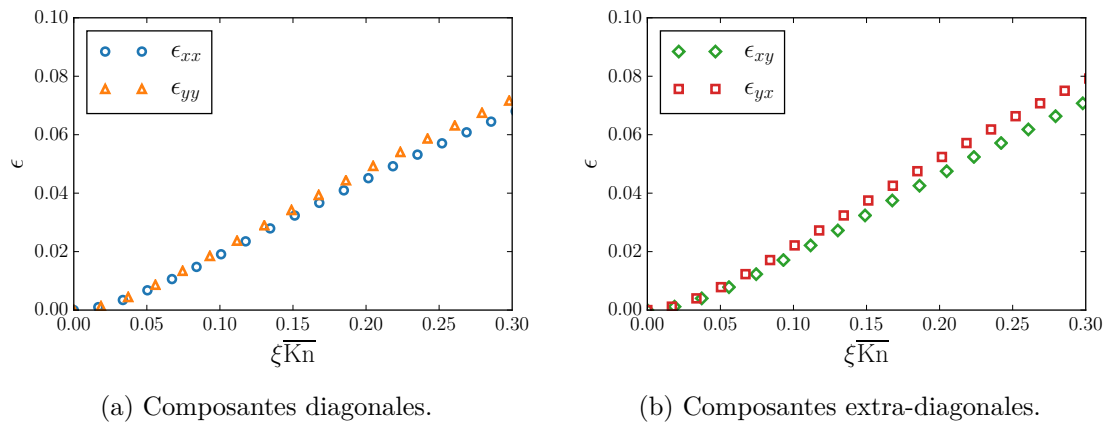 0.10
0.08
0.06
0.04
0.02
0.00
ϵ
ϵxx
ϵyy
0.00 0.05 0.10 0.15 0.20 0.25 0.30
ξK̅n̅
(a) Composantes diagonales.
0.10
0.08
0.06
0.04
0.02
0.00
ϵ
ϵxy
ϵyx
0.00 0.05 0.10 0.15 0.20 0.25 0.30
ξK̅n̅
(b) Composantes extra-diagonales.